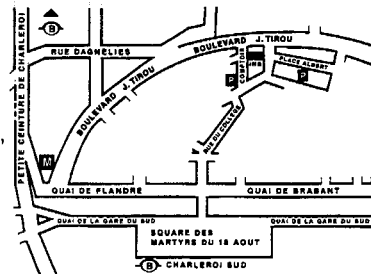 B
RUE DAGNELIES
BOULEVARD J. TIROU
BOULEVARD J. TIROU
COMPTOIR
PLACE ALBERT
P
P
PETITE CEINTURE DE CHARLEROI
RUE DU COLLÈGE
M
QUAI DE FLANDRE
QUAI DE BRABANT
QUAI DE LA GARE DU SUD
QUAI DE LA GARE DU SUD
SQUARE DES
MARTYRS DU 18 AOUT
B CHARLEROI SUD